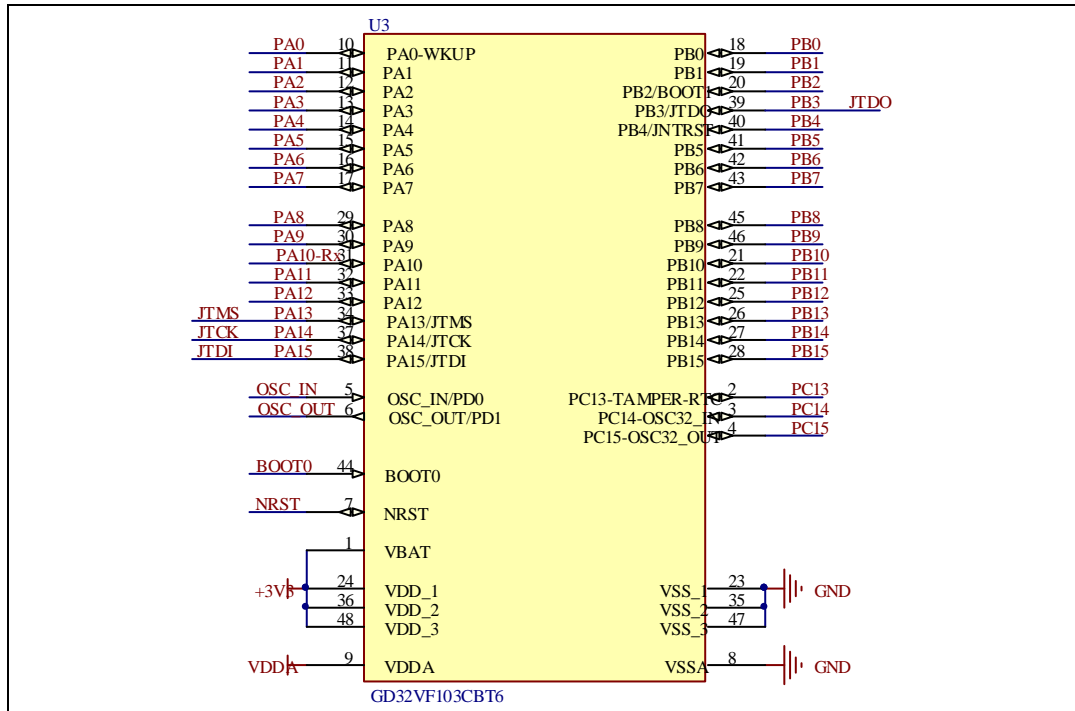 U3
PA0 10 PA0-WKUP PB0 18 PB0
PA1 11 PA1 PB1 19 PB1
PA2 12 PA2 PB2/BOOT1 20 PB2
PA3 13 PA3 PB3/JTDO 39 PB3 JTDO
PA4 14 PA4 PB4/JNTRST 40 PB4
PA5 15 PA5 PB5 41 PB5
PA6 16 PA6 PB6 42 PB6
PA7 17 PA7 PB7 43 PB7
PA8 29 PA8 PB8 45 PB8
PA9 30 PA9 PB9 46 PB9
PA10-Rx 31 PA10 PB10 21 PB10
PA11 32 PA11 PB11 22 PB11
PA12 33 PA12 PB12 25 PB12
JTMS PA13 34 PA13/JTMS PB13 26 PB13
JTCK PA14 37 PA14/JTCK PB14 27 PB14
JTDI PA15 38 PA15/JTDI PB15 28 PB15
OSC_IN 5 OSC_IN/PD0 PC13-TAMPER-RTC 2 PC13
OSC_OUT 6 OSC_OUT/PD1 PC14-OSC32_IN 3 PC14
PC15-OSC32_OUT 4 PC15
BOOT0 44 BOOT0
NRST 7 NRST
1 VBAT
+3V3 24 VDD_1 VSS_1 23 GND
36 VDD_2 VSS_2 35
48 VDD_3 VSS_3 47
VDDA 9 VDDA VSSA 8 GND
GD32VF103CBT6